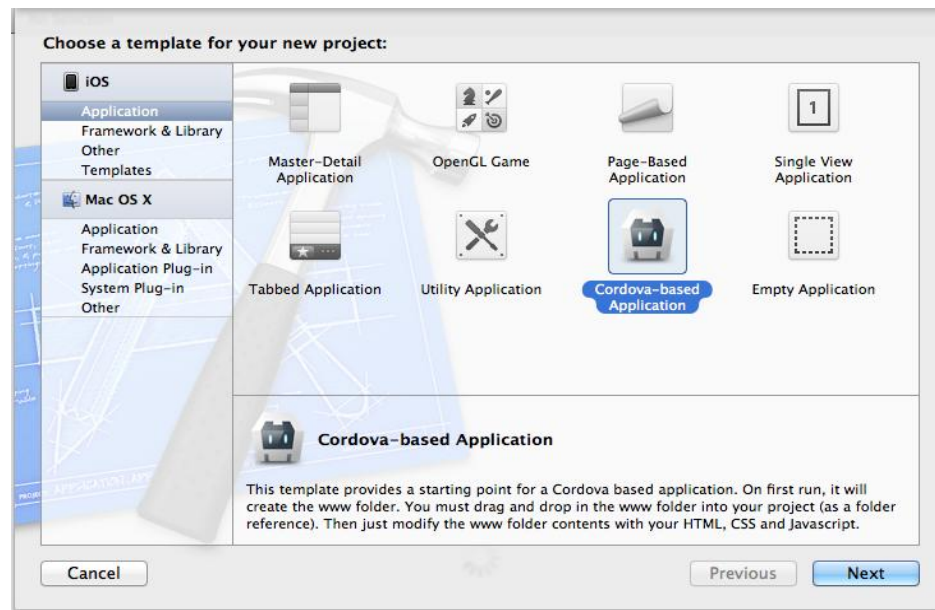 Choose a template for your new project:
iOS
Application
Framework & Library
Other
Templates
Mac OS X
Application
Framework & Library
Application Plug-in
System Plug-in
Other
Master-Detail
Application
OpenGL Game
Page-Based
Application
1
Single View
Application
Tabbed Application
Utility Application
Cordova-based
Application
Empty Application
Cordova-based Application
This template provides a starting point for a Cordova based application. On first run, it will
create the www folder. You must drag and drop in the www folder into your project (as a folder
reference). Then just modify the www folder contents with your HTML, CSS and Javascript.
Cancel
Previous
Next